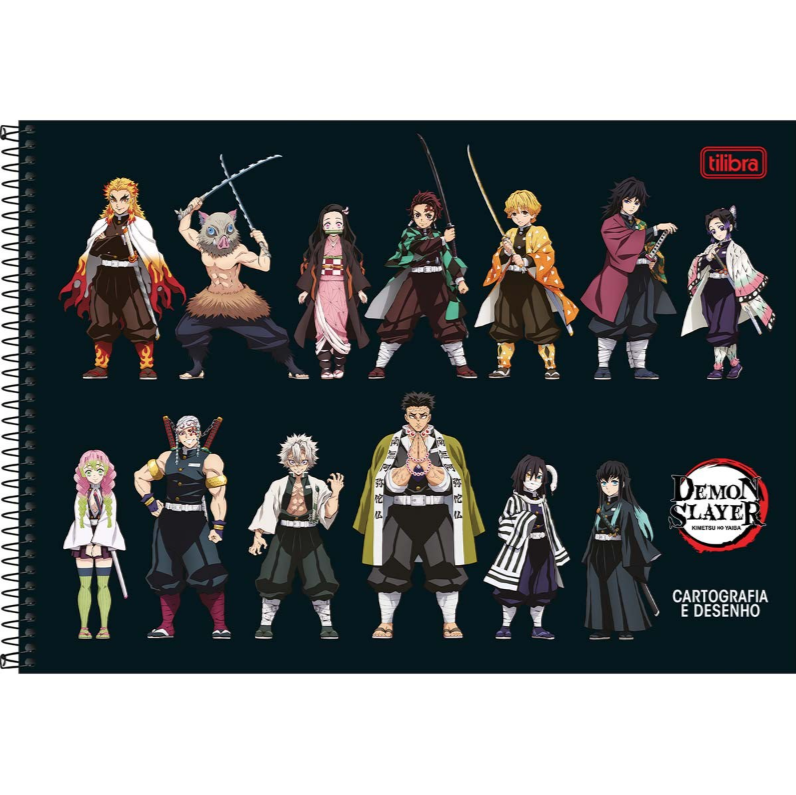 tilibra
DEMON
SLAYER
KIMETSU NO YAIBA
CARTOGRAFIA
E DESENHO